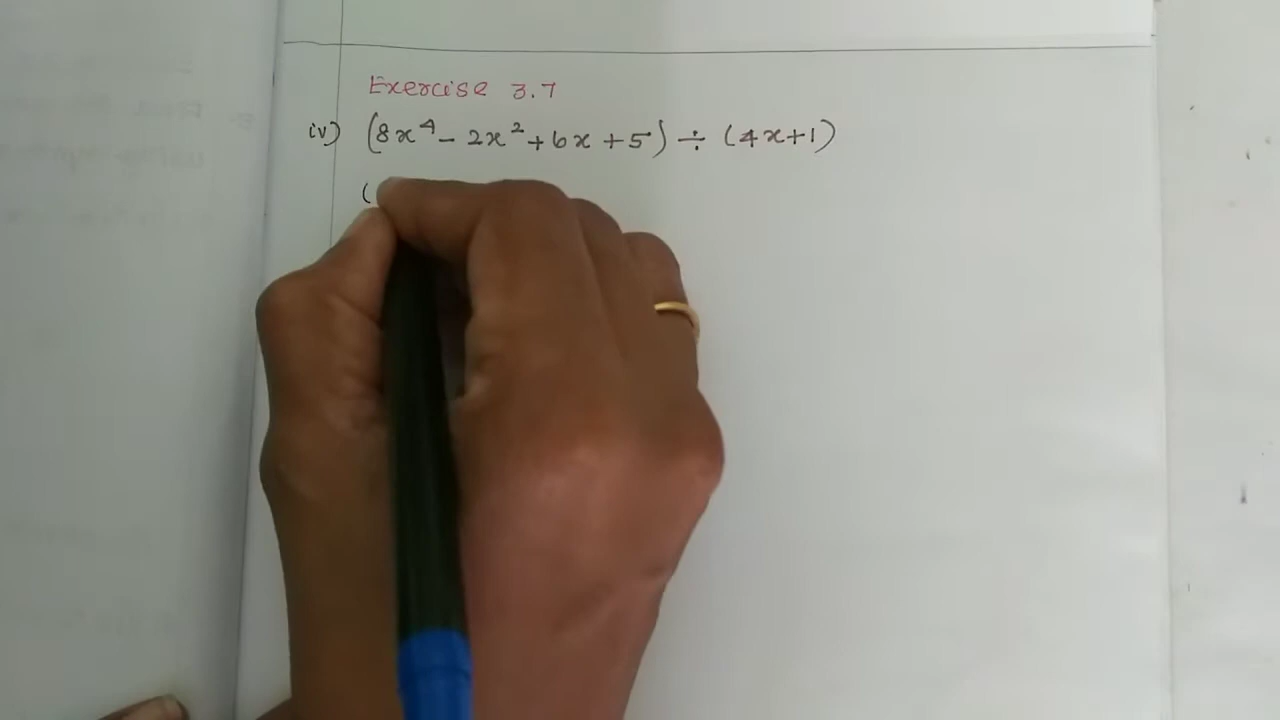 Exercise 3.7
iv) (8x⁴ - 2x² + 6x + 5) ÷ (4x+1)
(